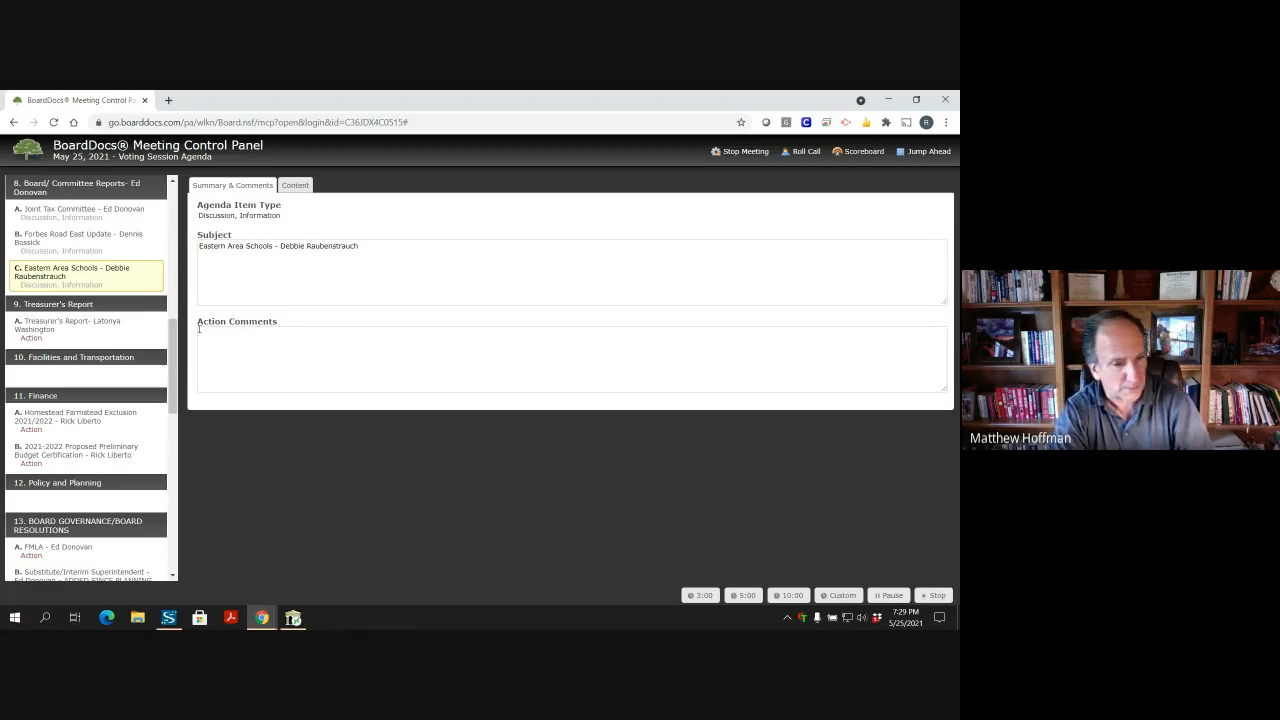 BoardDocs® Meeting Control Pa
go.boarddocs.com/pa/wlkn/Board.nsf/mcp?open&login&id=C36JDX4C0515#
BoardDocs® Meeting Control Panel
May 25, 2021 - Voting Session Agenda
Stop Meeting
Roll Call
Scoreboard
Jump Ahead
8. Board/ Committee Reports- Ed
Donovan
A. Joint Tax Committee - Ed Donovan
Discussion, Information
B. Forbes Road East Update - Dennis
Bossick
Discussion, Information
C. Eastern Area Schools - Debbie
Raubenstrauch
Discussion, Information
9. Treasurer's Report
A. Treasurer's Report- Latonya
Washington
Action
10. Facilities and Transportation
11. Finance
A. Homestead Farmstead Exclusion
2021/2022 - Rick Liberto
Action
B. 2021-2022 Proposed Preliminary
Budget Certification - Rick Liberto
Action
12. Policy and Planning
13. BOARD GOVERNANCE/BOARD
RESOLUTIONS
A. FMLA - Ed Donovan
Action
B. Substitute/Interim Superintendent -
Ed Donovan - ADDED SINCE PLANNING
Summary & Comments
Content
Agenda Item Type
Discussion, Information
Subject
Eastern Area Schools - Debbie Raubenstrauch
Action Comments
3:00
5:00
10:00
Custom
Pause
Stop
7:29 PM
5/25/2021
Matthew Hoffman